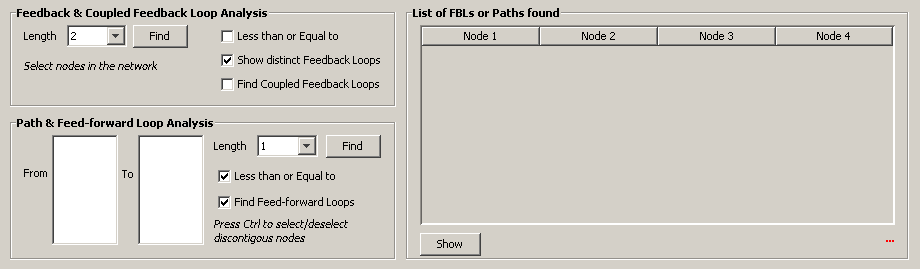 Feedback & Coupled Feedback Loop Analysis
Length 2 Find
Less than or Equal to
Select nodes in the network
Show distinct Feedback Loops
Find Coupled Feedback Loops
Path & Feed-forward Loop Analysis
From
To
Length 1 Find
Less than or Equal to
Find Feed-forward Loops
Press Ctrl to select/deselect
discontigous nodes
List of FBLs or Paths found
Node 1 Node 2 Node 3 Node 4
Show ...